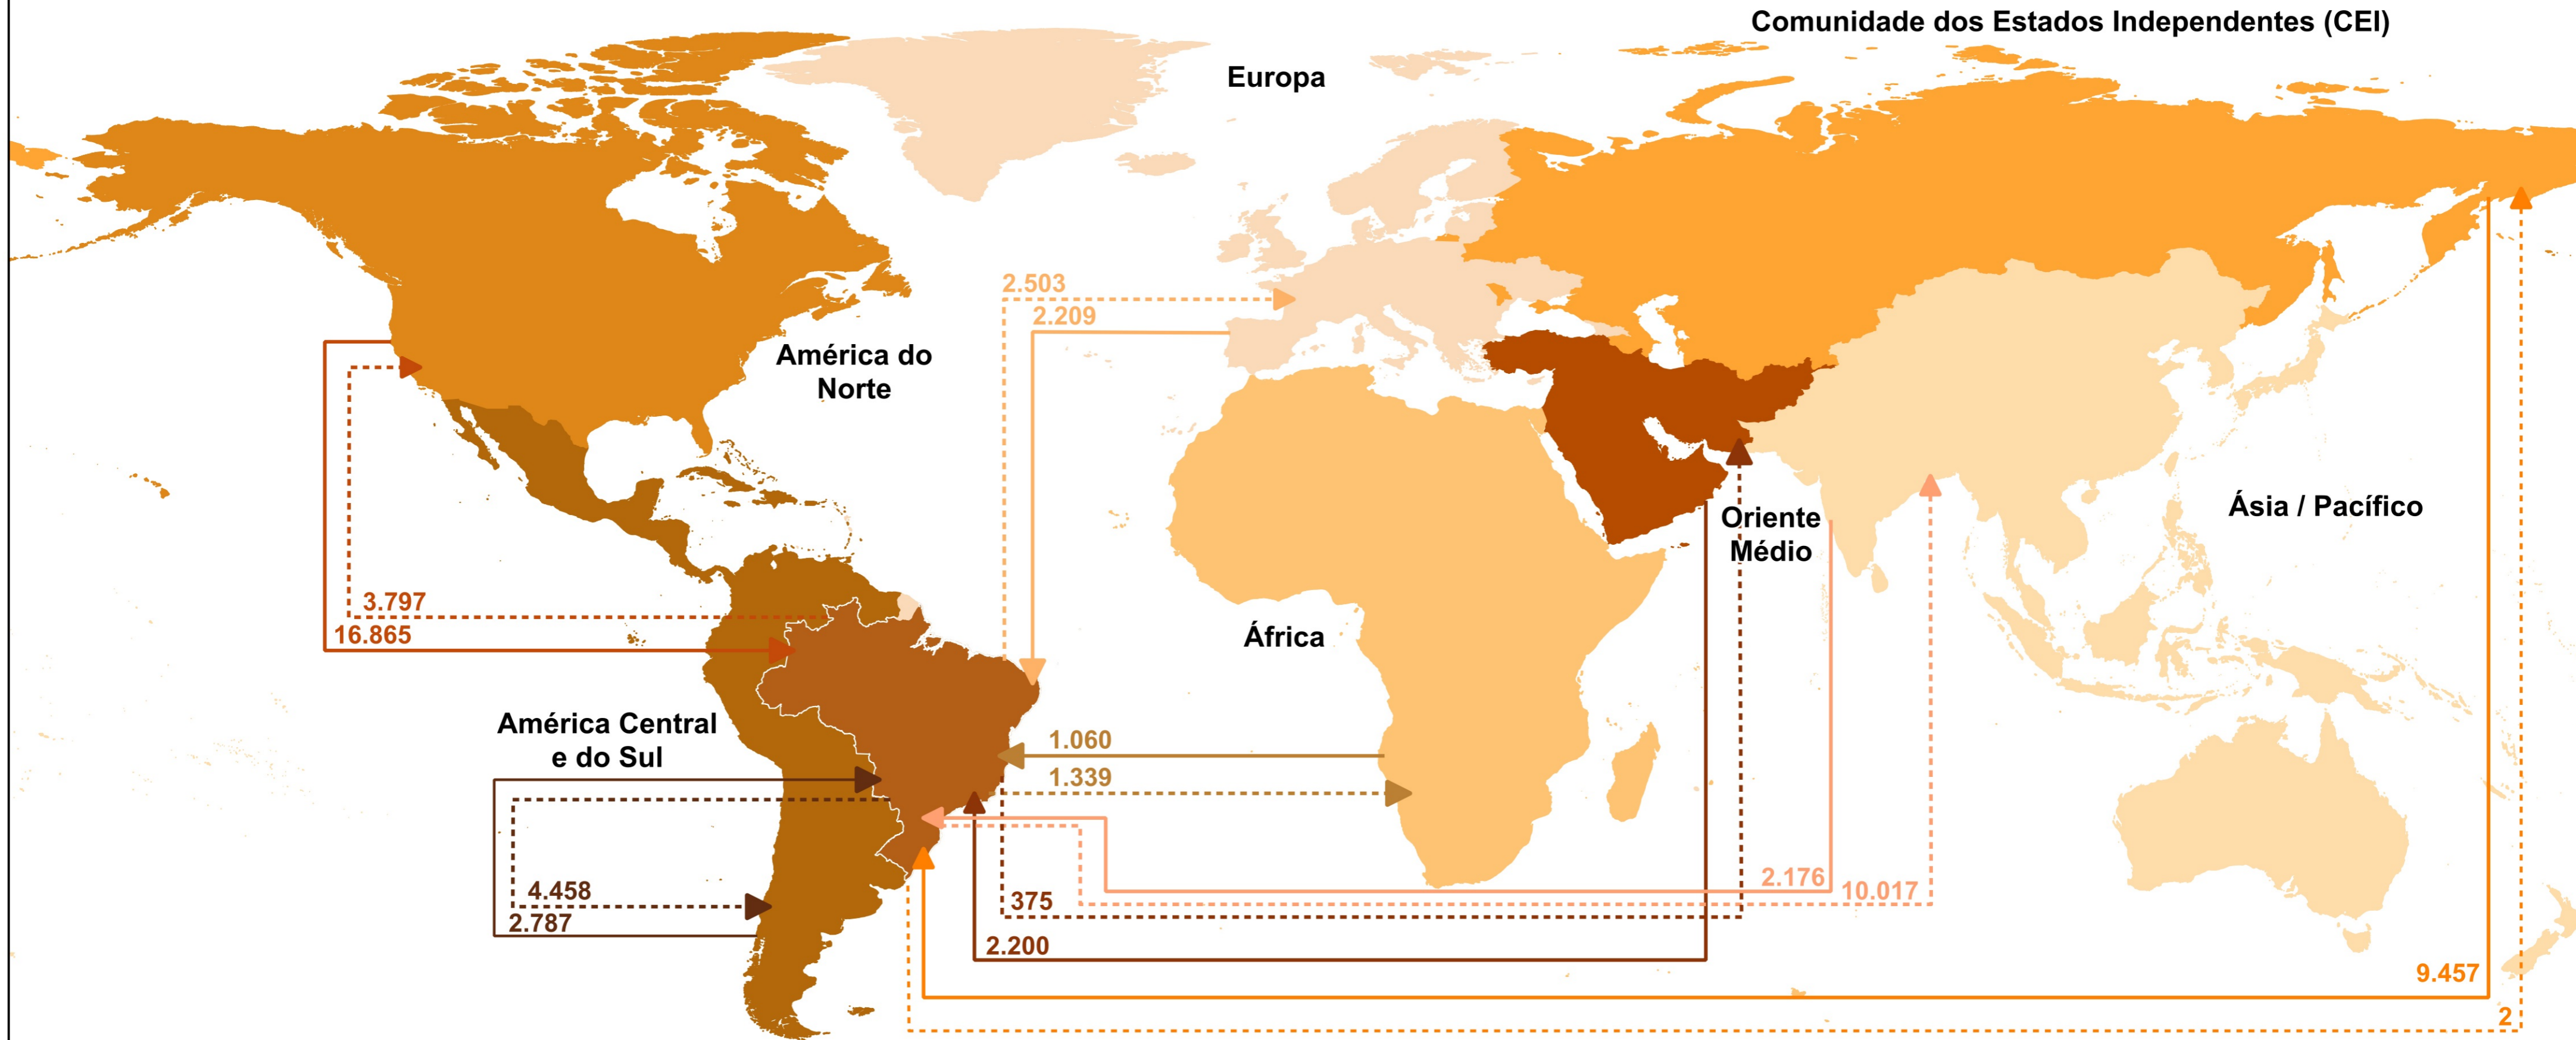 Comunidade dos Estados Independentes (CEI)
Europa
2.503
2.209
América do
Norte
Ásia / Pacífico
Oriente
Médio
3.797
16.865
África
América Central
e do Sul
1.060
1.339
4.458
2.787
375
2.176
10.017
2.200
9.457
2